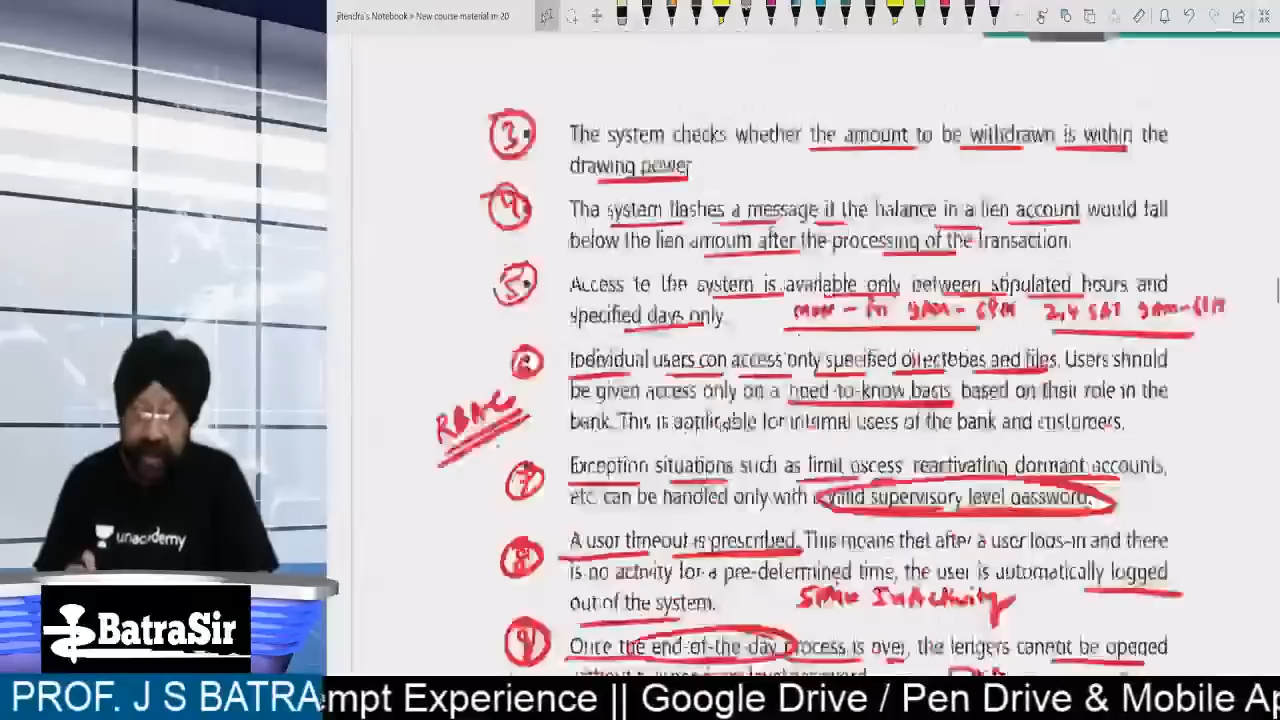 jitendra's Notebook » New course material m 20
3
The system checks whether the amount to be withdrawn is within the
drawing power
4
The system flashes a message if the balance in a lien account would fall
below the lien amount after the processing of the transaction.
5
Access to the system is available only between stipulated hours and
specified days only
Mon - Fri 9AM - 6PM 2,4 SAT 9AM-6PM
Individual users can access only specified directories and files. Users should
be given access only on a need-to-know basis based on their role in the
RBAC
bank. This is applicable for internal users of the bank and customers.
7
Exception situations such as limit excess reactivating dormant accounts,
etc. can be handled only with a valid supervisory level password.
8
A user timeout is prescribed. This means that after a user logs-in and there
is no activity for a pre-determined time, the user is automatically logged
out of the system.
5Min InActivity
9
Once the end-of-the-day process is over, the ledgers cannot be opened
unacademy
BatraSir
PROF. J S BATRA
empt Experience || Google Drive / Pen Drive & Mobile Ap